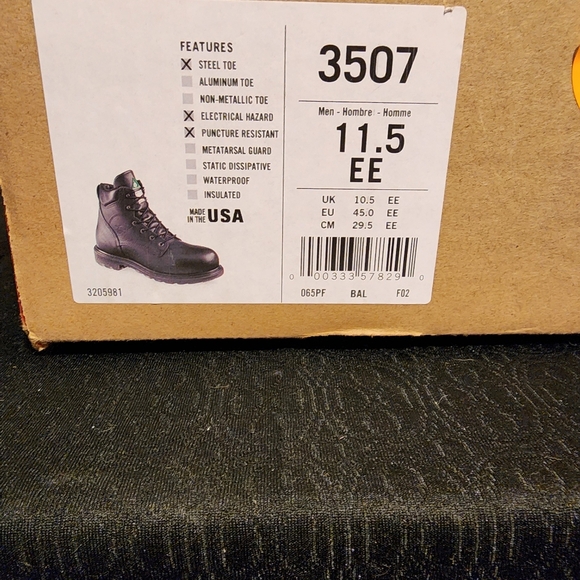 FEATURES
STEEL TOE
ALUMINUM TOE
NON-METALLIC TOE
ELECTRICAL HAZARD
PUNCTURE RESISTANT
METATARSAL GUARD
STATIC DISSIPATIVE
WATERPROOF
INSULATED
MADE IN THE USA
3205981
3507
Men - Hombre - Homme
11.5
EE
UK 10.5 EE
EU 45.0 EE
CM 29.5 EE
0 00333 57829 0
065PF BAL F02